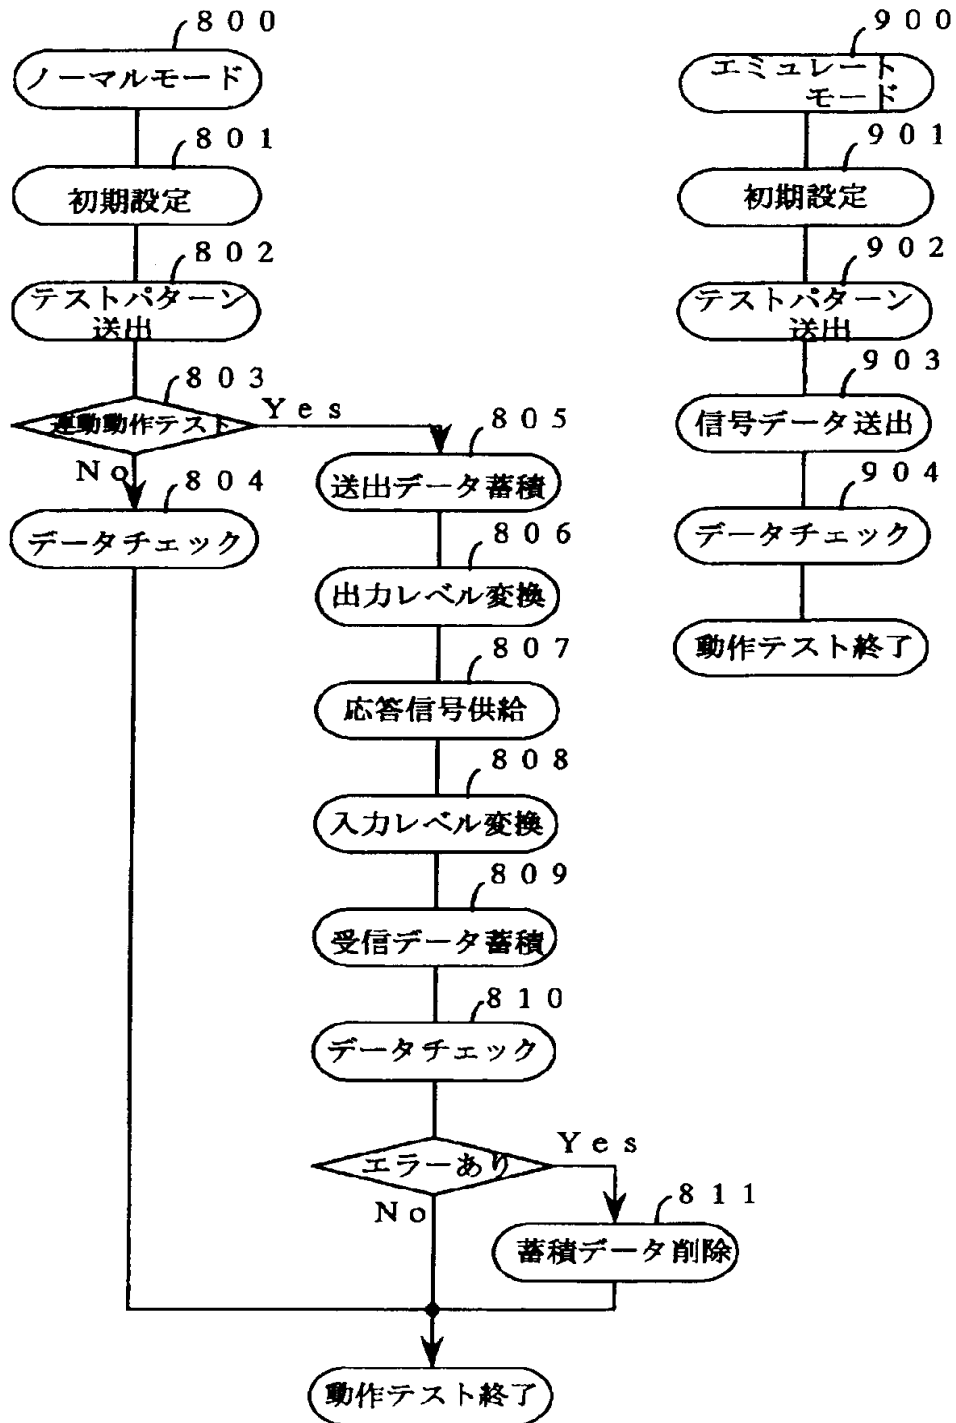 800
ノーマルモード
801
初期設定
802
テストパターン
送出
803
連動動作テスト
Yes
No
804
データチェック
805
送出データ蓄積
806
出力レベル変換
807
応答信号供給
808
入力レベル変換
809
受信データ蓄積
810
データチェック
エラーあり
Yes
No
811
蓄積データ削除
動作テスト終了
900
エミュレート
モード
901
初期設定
902
テストパターン
送出
903
信号データ送出
904
データチェック
動作テスト終了